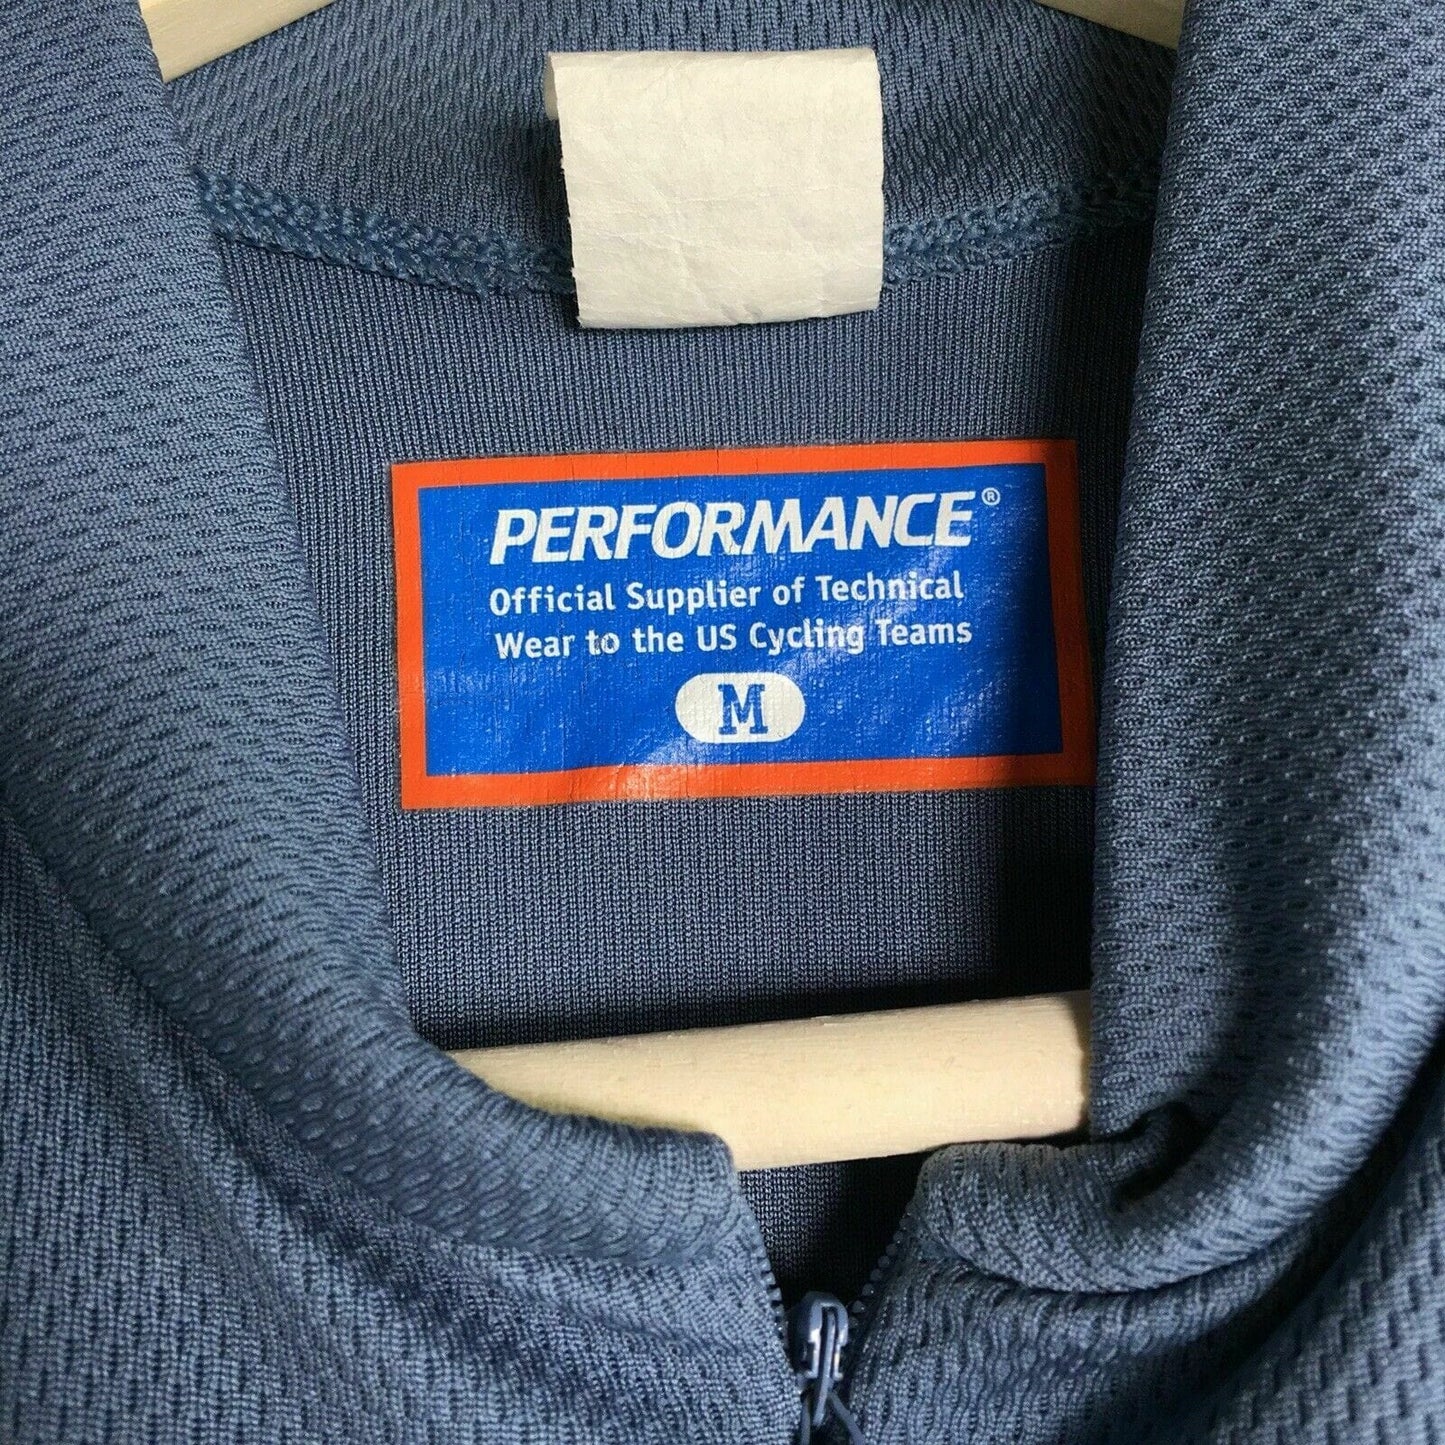 PERFORMANCE®
Official Supplier of Technical
Wear to the US Cycling Teams
M